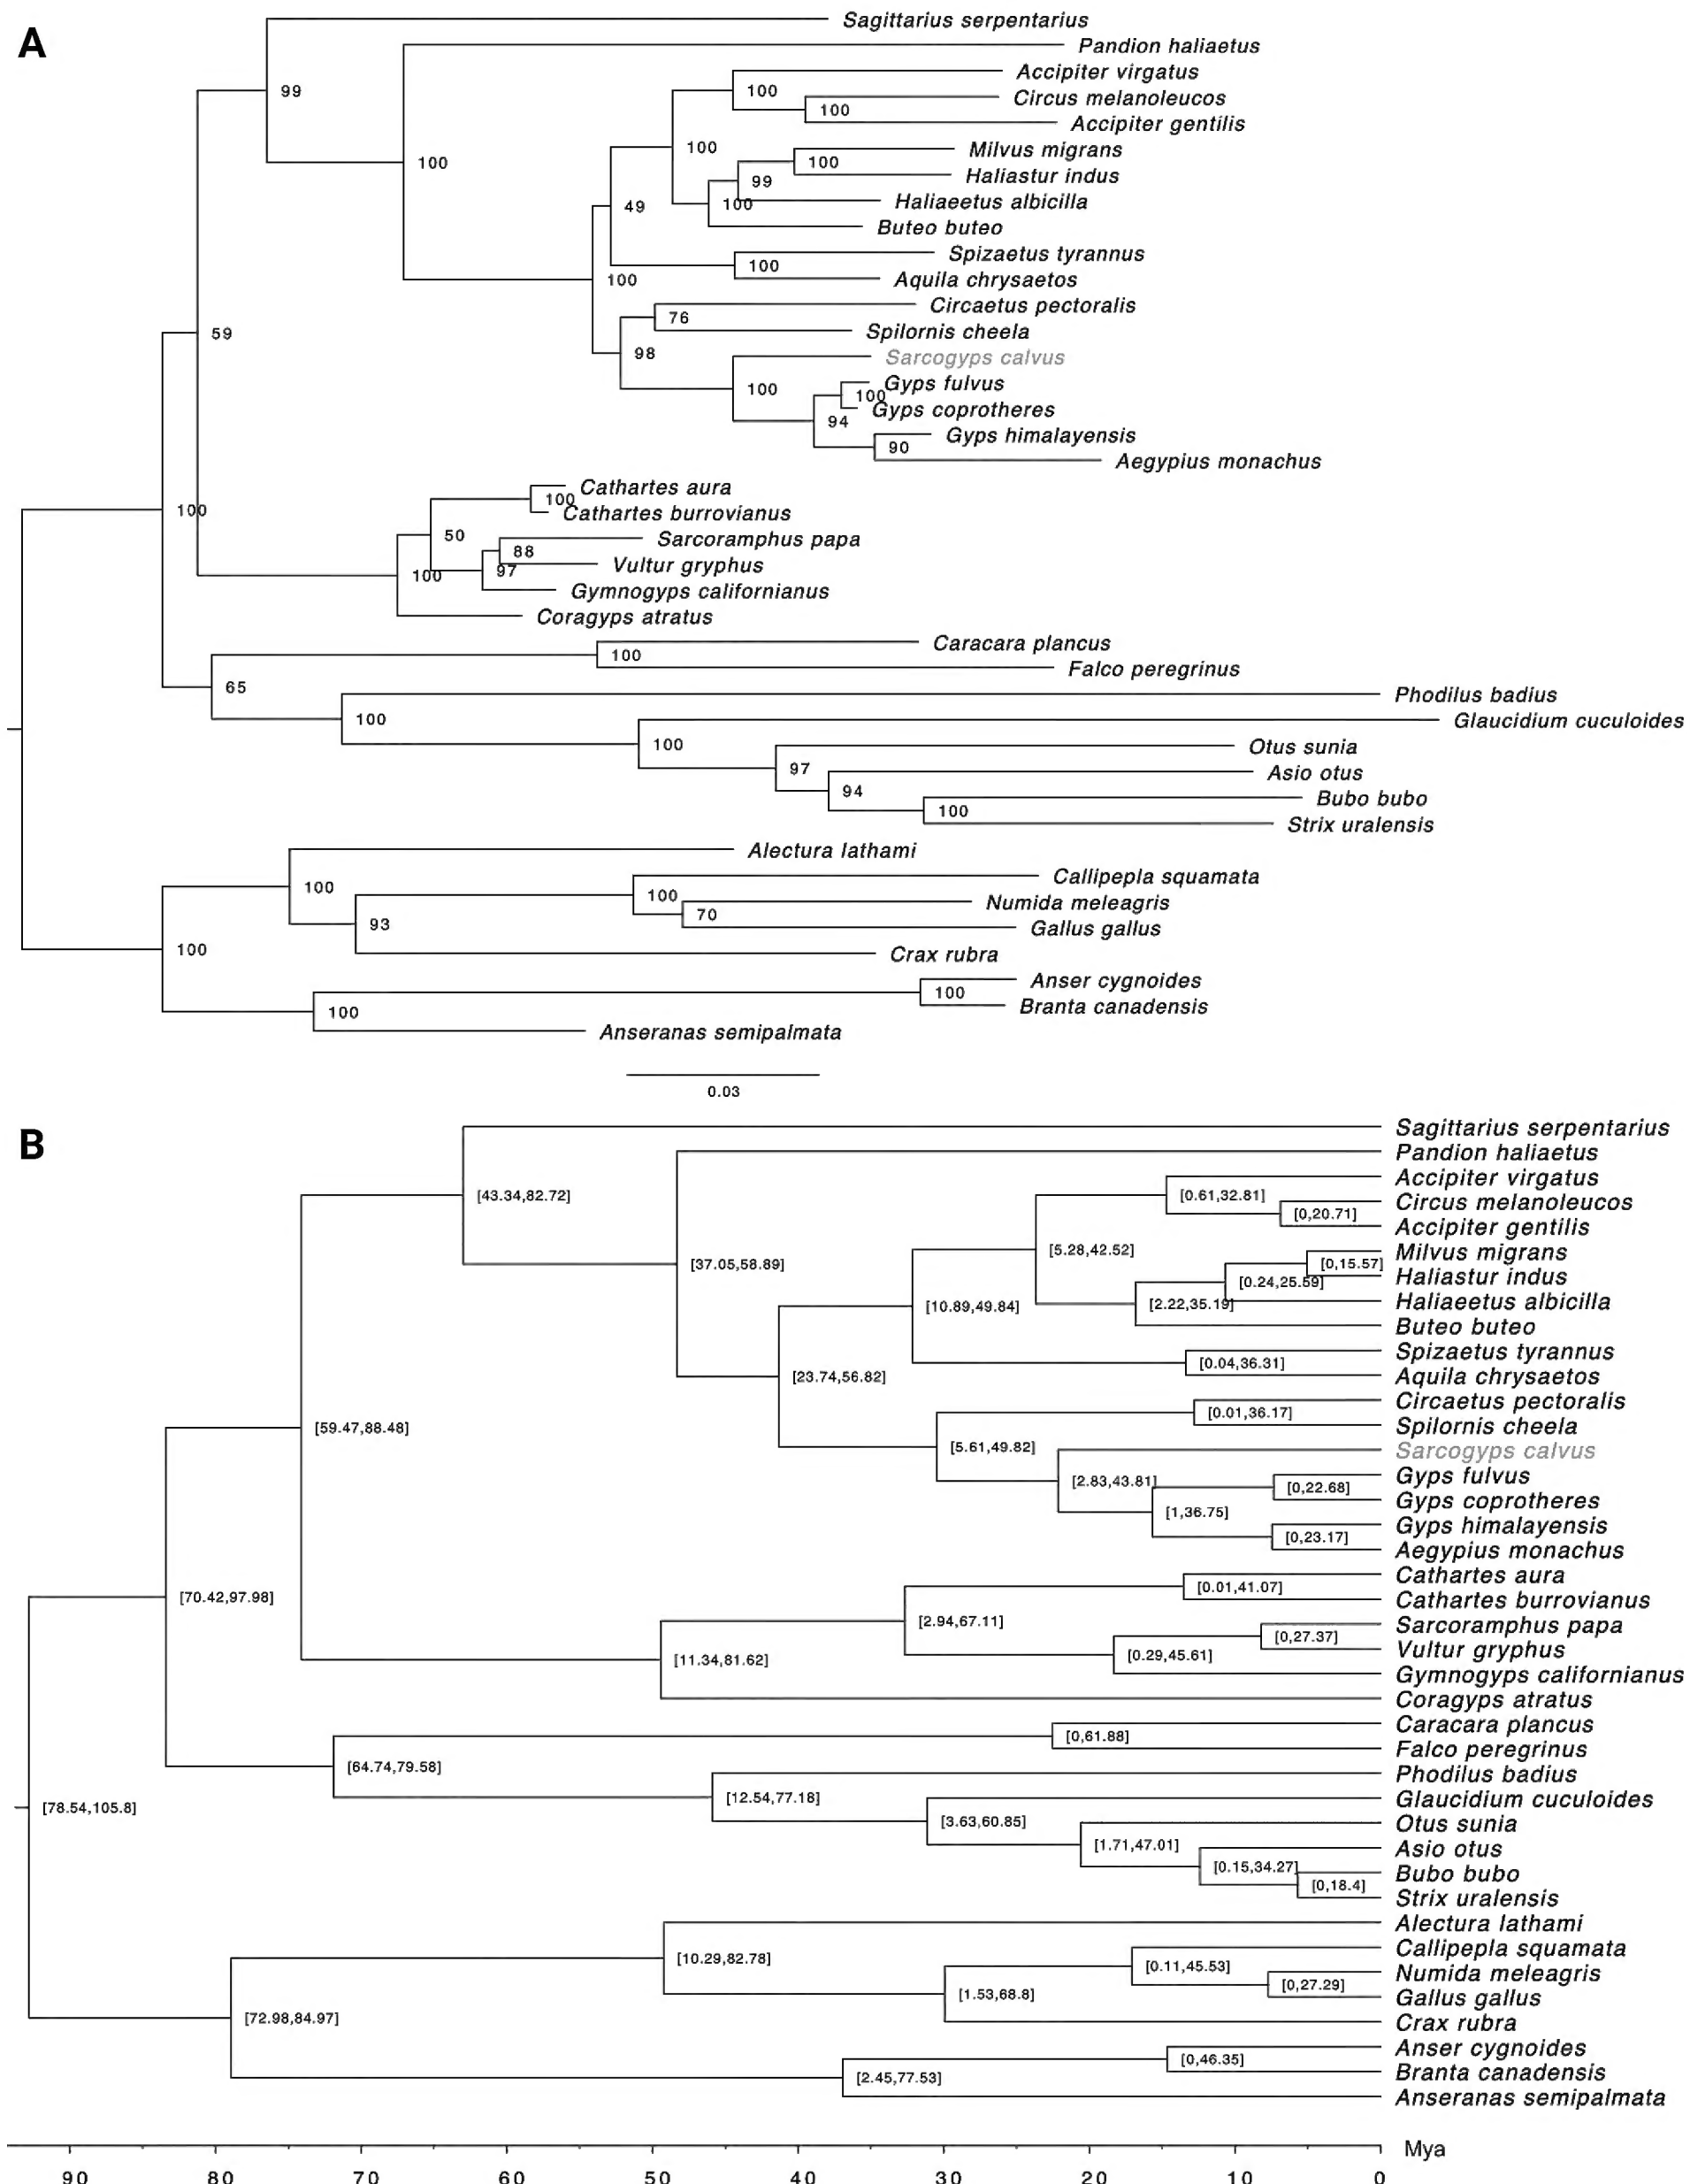 A
Sagittarius serpentarius
99
Pandion haliaetus
100
Accipiter virgatus
100
Circus melanoleucos
100
Accipiter gentilis
100
Milvus migrans
100
Haliastur indus
99
Haliaeetus albicilla
100
49
Buteo buteo
Spizaetus tyrannus
100
Aquila chrysaetos
100
Circaetus pectoralis
76
Spilornis cheela
59
98
Sarcogyps calvus
100
Gyps fulvus
100
Gyps coprotheres
94
Gyps himalayensis
90
Aegypius monachus
Cathartes aura
100
Cathartes burrovianus
100
50
Sarcoramphus papa
88
Vultur gryphus
97
100
Gymnogyps californianus
Coragyps atratus
Caracara plancus
100
Falco peregrinus
65
Phodilus badius
100
Glaucidium cuculoides
100
Otus sunia
97
Asio otus
94
Bubo bubo
100
Strix uralensis
Alectura lathami
100
Callipepla squamata
100
Numida meleagris
70
Gallus gallus
93
Crax rubra
100
Anser cygnoides
100
Branta canadensis
100
Anseranas semipalmata
0.03
B
Sagittarius serpentarius
Pandion haliaetus
Accipiter virgatus
[43.34,82.72]
[0.61,32.81]
Circus melanoleucos
[0,20.71]
Accipiter gentilis
[5.28,42.52]
Milvus migrans
[37.05,58.89]
[0,15.57]
Haliastur indus
[0.24,25.59]
Haliaeetus albicilla
[10.89,49.84]
[2.22,35.19]
Buteo buteo
Spizaetus tyrannus
[0.04,36.31]
Aquila chrysaetos
[23.74,56.82]
Circaetus pectoralis
[0.01,36.17]
Spilornis cheela
[59.47,88.48]
[5.61,49.82]
Sarcogyps calvus
Gyps fulvus
[2.83,43.81]
[0,22.68]
Gyps coprotheres
[1,36.75]
Gyps himalayensis
[0,23.17]
Aegypius monachus
Cathartes aura
[0.01,41.07]
Cathartes burrovianus
[70.42,97.98]
Sarcoramphus papa
[2.94,67.11]
[0,27.37]
Vultur gryphus
[11.34,81.62]
[0.29,45.61]
Gymnogyps californianus
Coragyps atratus
Caracara plancus
[0,61.88]
Falco peregrinus
[64.74,79.58]
Phodilus badius
[12.54,77.18]
Glaucidium cuculoides
[78.54,105.8]
[3.63,60.85]
Otus sunia
[1.71,47.01]
Asio otus
[0.15,34.27]
Bubo bubo
[0,18.4]
Strix uralensis
Alectura lathami
Callipepla squamata
[10.29,82.78]
[0.11,45.53]
Numida meleagris
[0,27.29]
Gallus gallus
[1.53,68.8]
Crax rubra
[72.98,84.97]
Anser cygnoides
[0,46.35]
Branta canadensis
[2.45,77.53]
Anseranas semipalmata
Mya
90 80 70 60 50 40 30 20 10 0